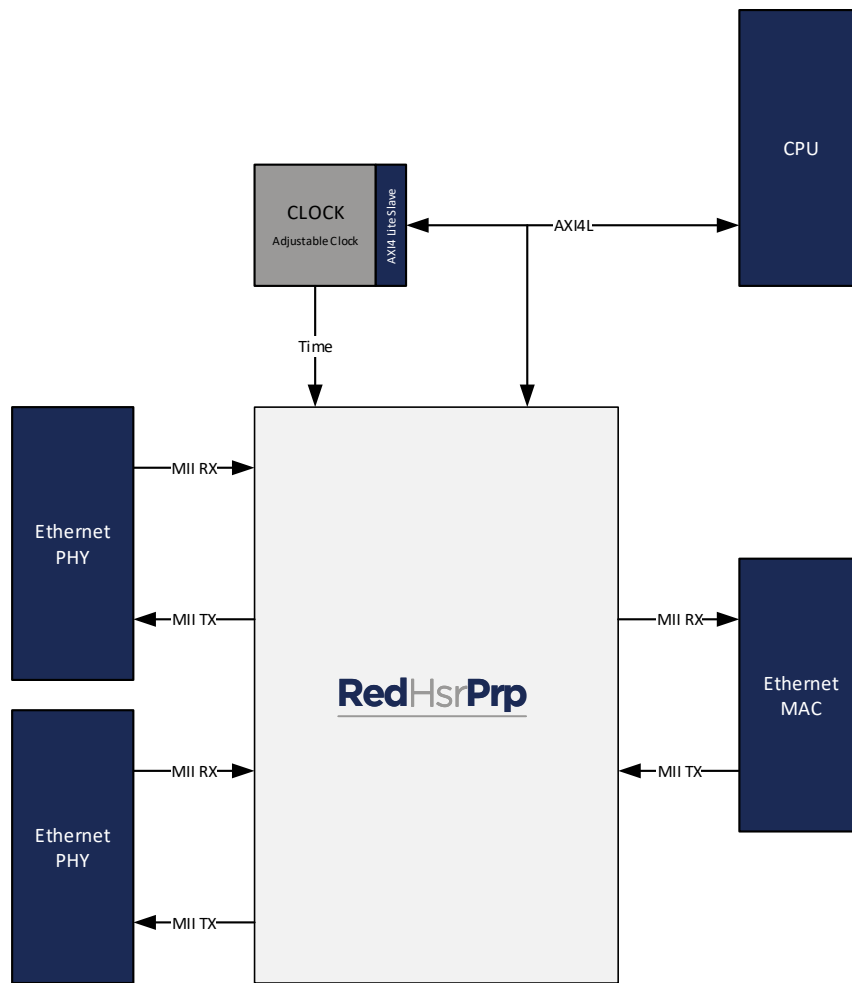 CPU
CLOCK
Adjustable Clock
AXI4 Lite Slave
AXI4L
Time
MII RX
Ethernet
PHY
MII TX
MII RX
Ethernet
MAC
MII TX
RedHsrPrp
MII RX
Ethernet
PHY
MII TX